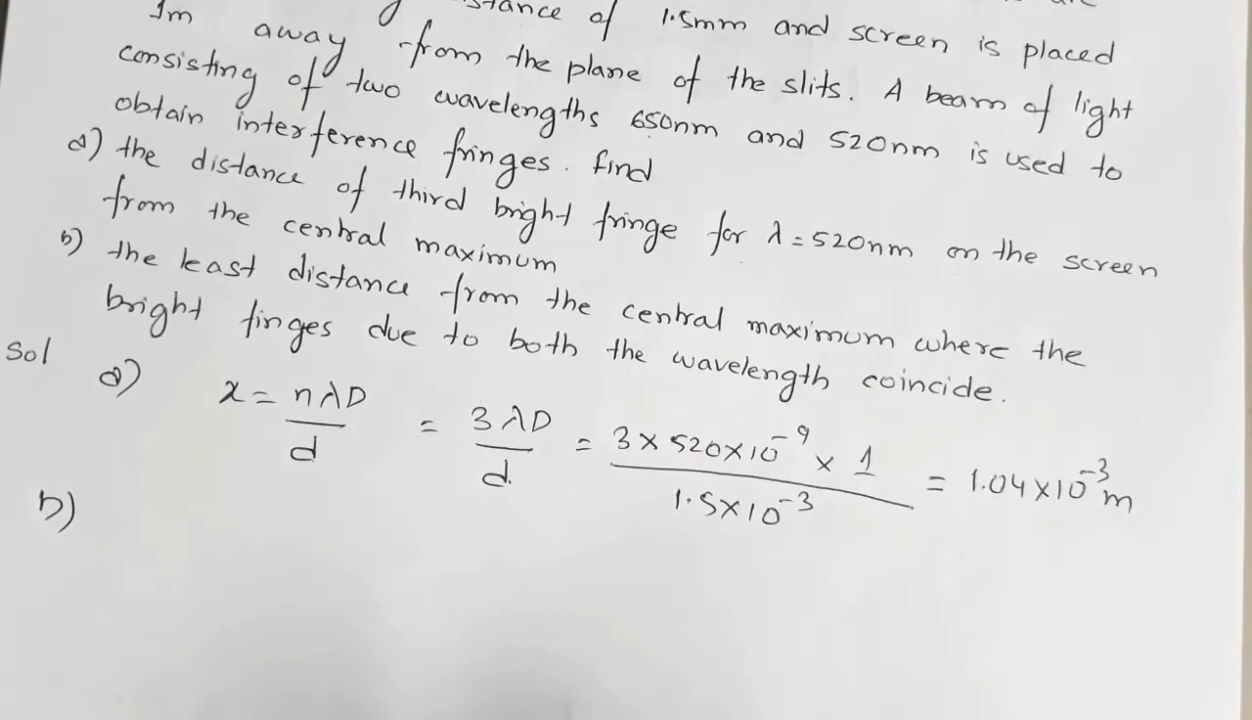 stance of 1.5mm and screen is placed
1m away from the plane of the slits. A beam of light
consisting of two wavelengths 650nm and 520nm is used to
obtain interference fringes. find
a) the distance of third bright fringe for λ=520nm on the screen
from the central maximum
b) the least distance from the central maximum where the
bright finges due to both the wavelength coincide.
Sol
a) x = nλD/d = 3λD/d = 3×520×10⁻⁹×1/1.5×10⁻³ = 1.04×10⁻³m
b)